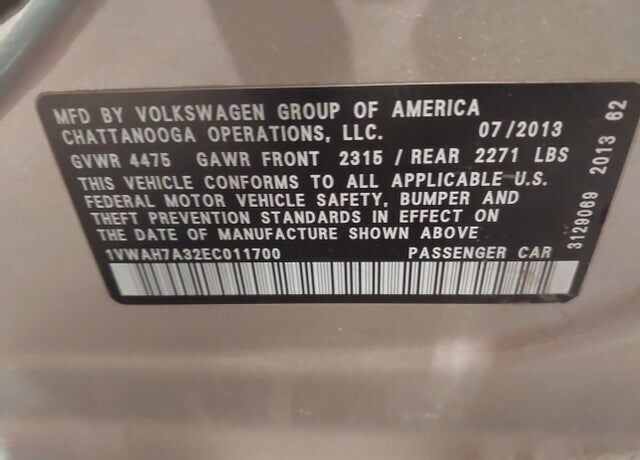 MFD BY VOLKSWAGEN GROUP OF AMERICA
CHATTANOOGA OPERATIONS, LLC. 07/2013
GVWR 4475 GAWR FRONT 2315 / REAR 2271 LBS
THIS VEHICLE CONFORMS TO ALL APPLICABLE U.S.
FEDERAL MOTOR VEHICLE SAFETY, BUMPER AND
THEFT PREVENTION STANDARDS IN EFFECT ON
THE DATE OF MANUFACTURE SHOWN ABOVE
1VWAH7A32EC011700 PASSENGER CAR
3129069 2013 62